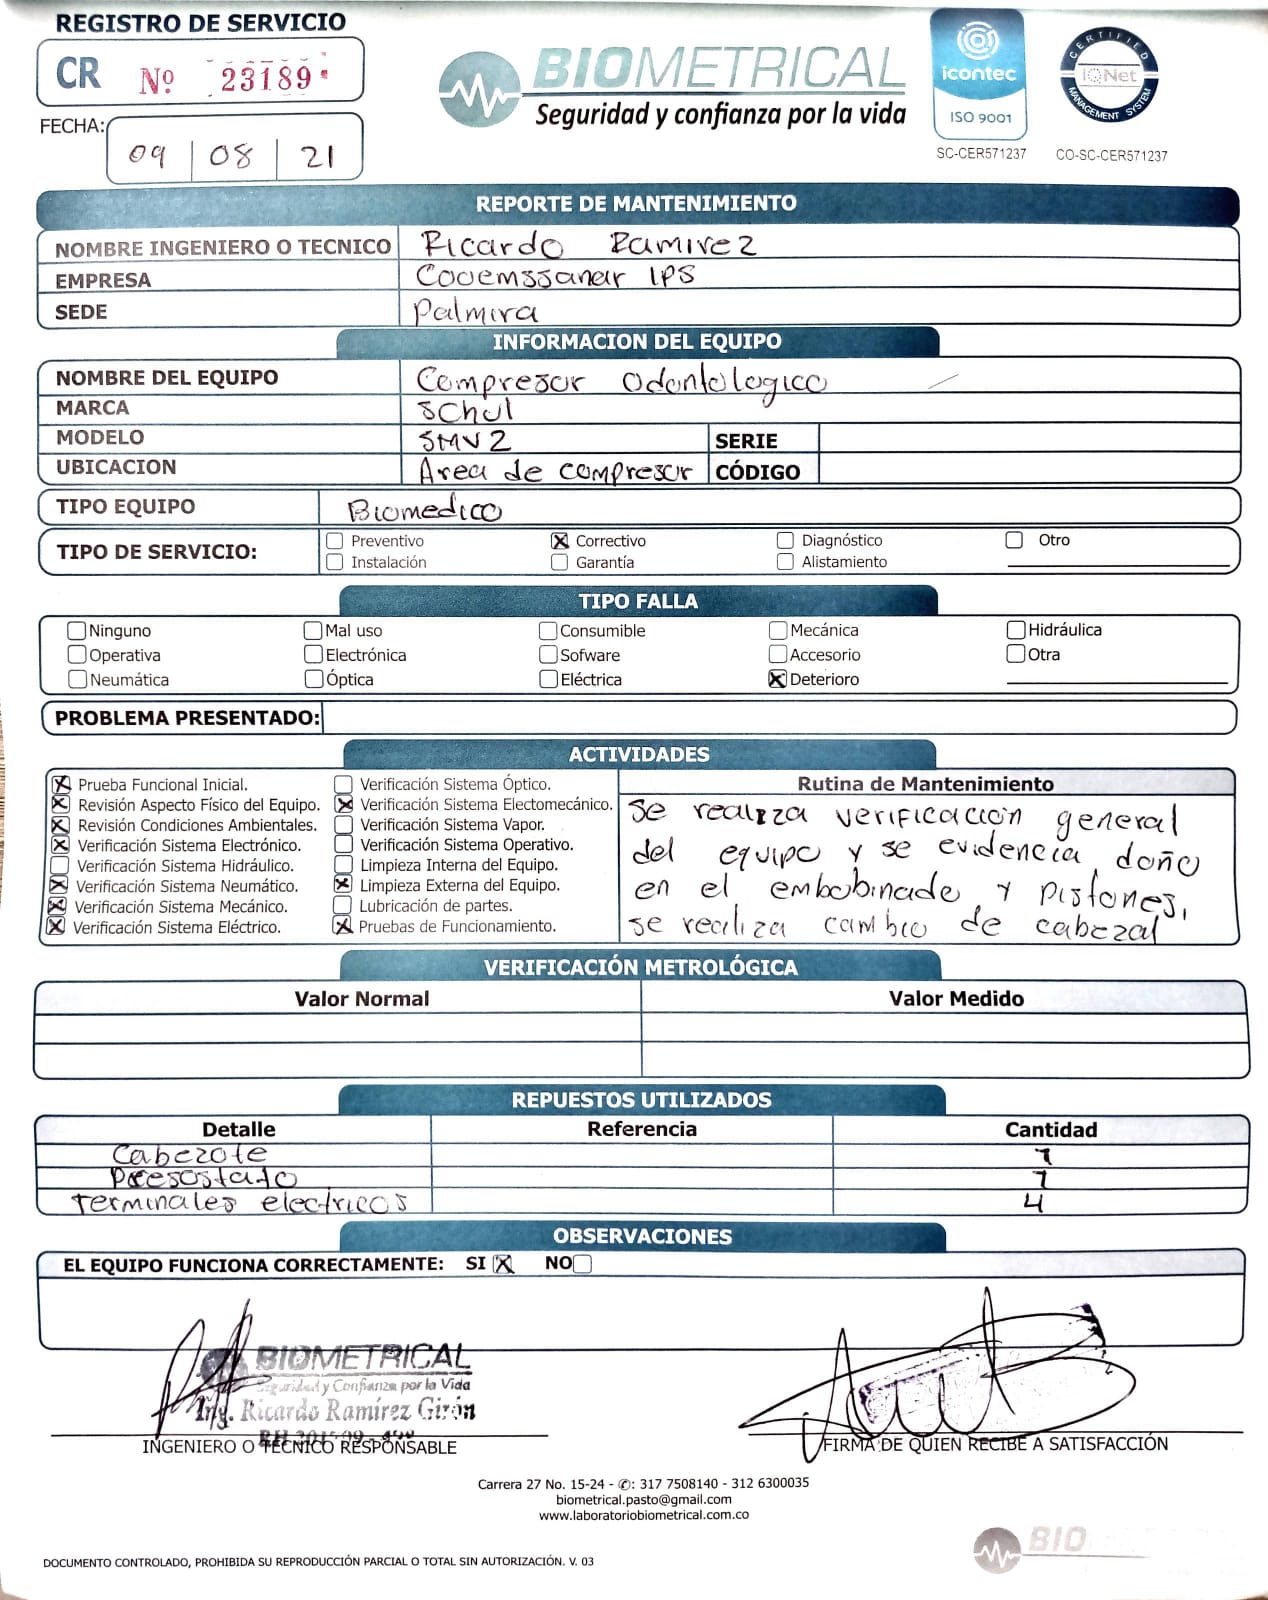 REGISTRO DE SERVICIO
CR Nº 23189
FECHA: 09 | 08 | 21
BIOMETRICAL
Seguridad y confianza por la vida
icontec
ISO 9001
SC-CER571237
CERTIFIED
IQNet
MANAGEMENT SYSTEM
CO-SC-CER571237
REPORTE DE MANTENIMIENTO
NOMBRE INGENIERO O TECNICO Ricardo Ramirez
EMPRESA Cooemssanar IPS
SEDE Palmira
INFORMACION DEL EQUIPO
NOMBRE DEL EQUIPO Compresor Odontologico
MARCA Schul
MODELO SMV2 SERIE
UBICACION Area de compresor CÓDIGO
TIPO EQUIPO Biomedico
TIPO DE SERVICIO: Preventivo X Correctivo Diagnóstico Otro
Instalación Garantía Alistamiento
TIPO FALLA
Ninguno Mal uso Consumible Mecánica Hidráulica
Operativa Electrónica Sofware Accesorio Otra
Neumática Óptica Eléctrica X Deterioro
PROBLEMA PRESENTADO:
ACTIVIDADES
X Prueba Funcional Inicial.
X Revisión Aspecto Físico del Equipo.
X Revisión Condiciones Ambientales.
X Verificación Sistema Electrónico.
Verificación Sistema Hidráulico.
X Verificación Sistema Neumático.
X Verificación Sistema Mecánico.
X Verificación Sistema Eléctrico.
Verificación Sistema Óptico.
X Verificación Sistema Electomecánico.
Verificación Sistema Vapor.
Verificación Sistema Operativo.
Limpieza Interna del Equipo.
X Limpieza Externa del Equipo.
Lubricación de partes.
X Pruebas de Funcionamiento.
Rutina de Mantenimiento
Se realiza verificacion general
del equipo y se evidencia daño
en el embobinado y pistones,
se realiza cambio de cabezal
VERIFICACIÓN METROLÓGICA
Valor Normal Valor Medido
REPUESTOS UTILIZADOS
Detalle Referencia Cantidad
Cabezote 1
Presostato 1
Terminales electricos 4
OBSERVACIONES
EL EQUIPO FUNCIONA CORRECTAMENTE: SI X NO
BIOMETRICAL
Seguridad y Confianza por la Vida
Ing. Ricardo Ramírez Girón
INGENIERO O TECNICO RESPONSABLE
FIRMA DE QUIEN RECIBE A SATISFACCIÓN
Carrera 27 No. 15-24 - ✆: 317 7508140 - 312 6300035
biometrical.pasto@gmail.com
www.laboratoriobiometrical.com.co
DOCUMENTO CONTROLADO, PROHIBIDA SU REPRODUCCIÓN PARCIAL O TOTAL SIN AUTORIZACIÓN. V. 03